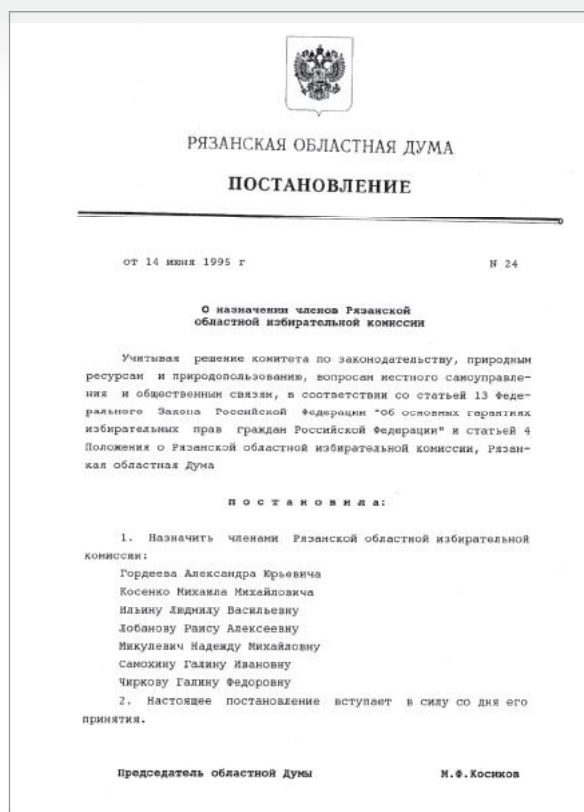 РЯЗАНСКАЯ ОБЛАСТНАЯ ДУМА
ПОСТАНОВЛЕНИЕ
от 14 июня 1995 г
N 24
О назначении членов Рязанской
областной избирательной комиссии
Учитывая решение комитета по законодательству, природным
ресурсам и природопользованию, вопросам местного самоуправле-
ния и общественным связям, в соответствии со статьей 13 Феде-
рального Закона Российской Федерации "Об основных гарантиях
избирательных прав граждан Российской Федерации" и статьей 4
Положения о Рязанской областной избирательной комиссии, Рязан-
кая областная Дума
постановила:
1. Назначить членами Рязанской областной избирательной
комиссии:
Гордеева Александра Юрьевича
Косенко Михаила Михайловича
Ильину Людмилу Васильевну
Лобанову Раису Алексеевну
Микулевич Надежду Михайловну
Самохину Галину Ивановну
Чиркову Галину Федоровну
2. Настоящее постановление вступает в силу со дня его
принятия.
Председатель областной Думы
М.Ф.Косиков